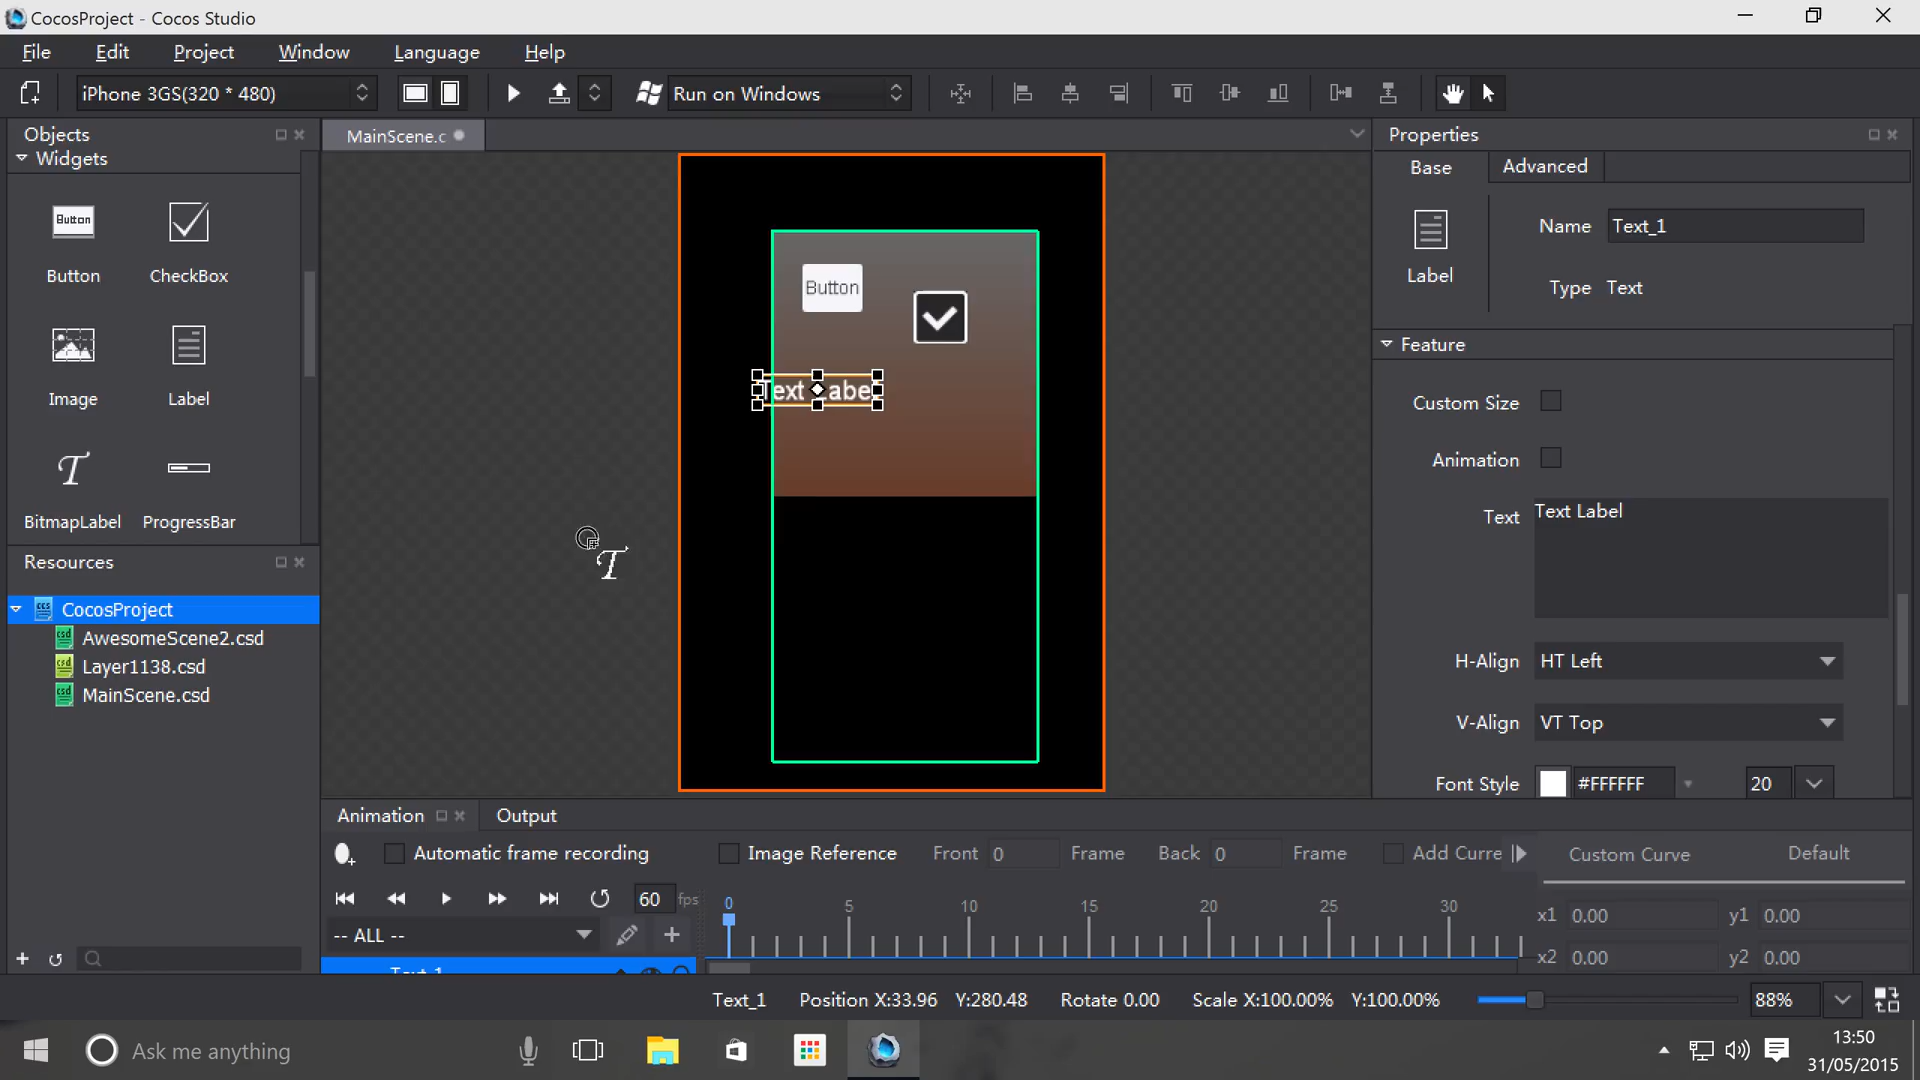 CocosProject - Cocos Studio
File Edit Project Window Language Help
iPhone 3GS(320 * 480)
Run on Windows
Objects
Widgets
Button
Button
CheckBox
Image
Label
BitmapLabel
ProgressBar
Resources
CocosProject
AwesomeScene2.csd
Layer1138.csd
MainScene.csd
MainScene.c
Button
Text Label
Properties
Base
Advanced
Label
Name
Text_1
Type
Text
Feature
Custom Size
Animation
Text
Text Label
H-Align
HT Left
V-Align
VT Top
Font Style
#FFFFFF
20
Animation
Output
Automatic frame recording
Image Reference
Front
0
Frame
Back
0
Frame
Add Curre
Custom Curve
Default
60
fps
0 5 10 15 20 25 30
-- ALL --
x1 0.00
y1 0.00
x2 0.00
y2 0.00
Text_1
Text_1
Position X:33.96
Y:280.48
Rotate 0.00
Scale X:100.00%
Y:100.00%
88%
Ask me anything
13:50
31/05/2015